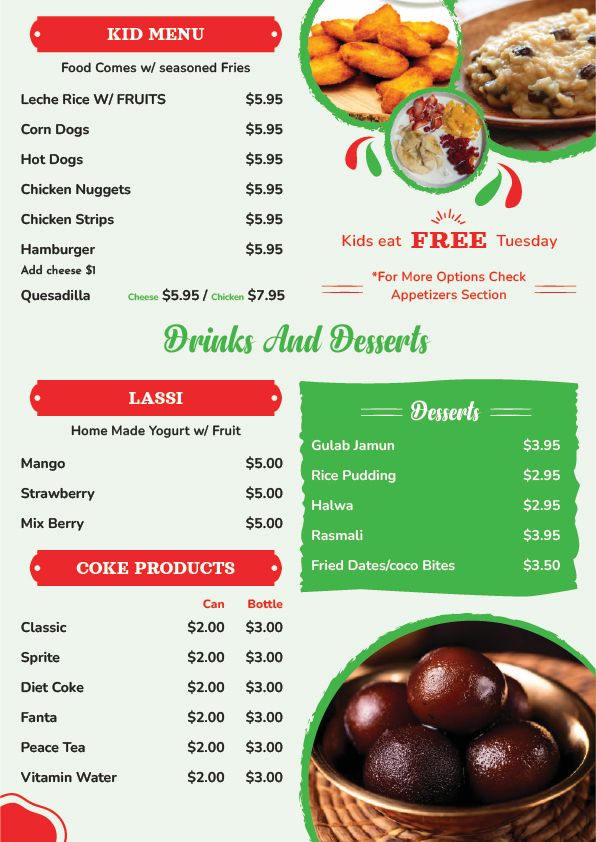 KID MENU
Food Comes w/ seasoned Fries
Leche Rice W/ FRUITS $5.95
Corn Dogs $5.95
Hot Dogs $5.95
Chicken Nuggets $5.95
Chicken Strips $5.95
Hamburger $5.95
Add cheese $1
Quesadilla Cheese $5.95 / Chicken $7.95
Kids eat FREE Tuesday
*For More Options Check
Appetizers Section
Drinks And Desserts
LASSI
Home Made Yogurt w/ Fruit
Mango $5.00
Strawberry $5.00
Mix Berry $5.00
COKE PRODUCTS
Can Bottle
Classic $2.00 $3.00
Sprite $2.00 $3.00
Diet Coke $2.00 $3.00
Fanta $2.00 $3.00
Peace Tea $2.00 $3.00
Vitamin Water $2.00 $3.00
Desserts
Gulab Jamun $3.95
Rice Pudding $2.95
Halwa $2.95
Rasmali $3.95
Fried Dates/coco Bites $3.50